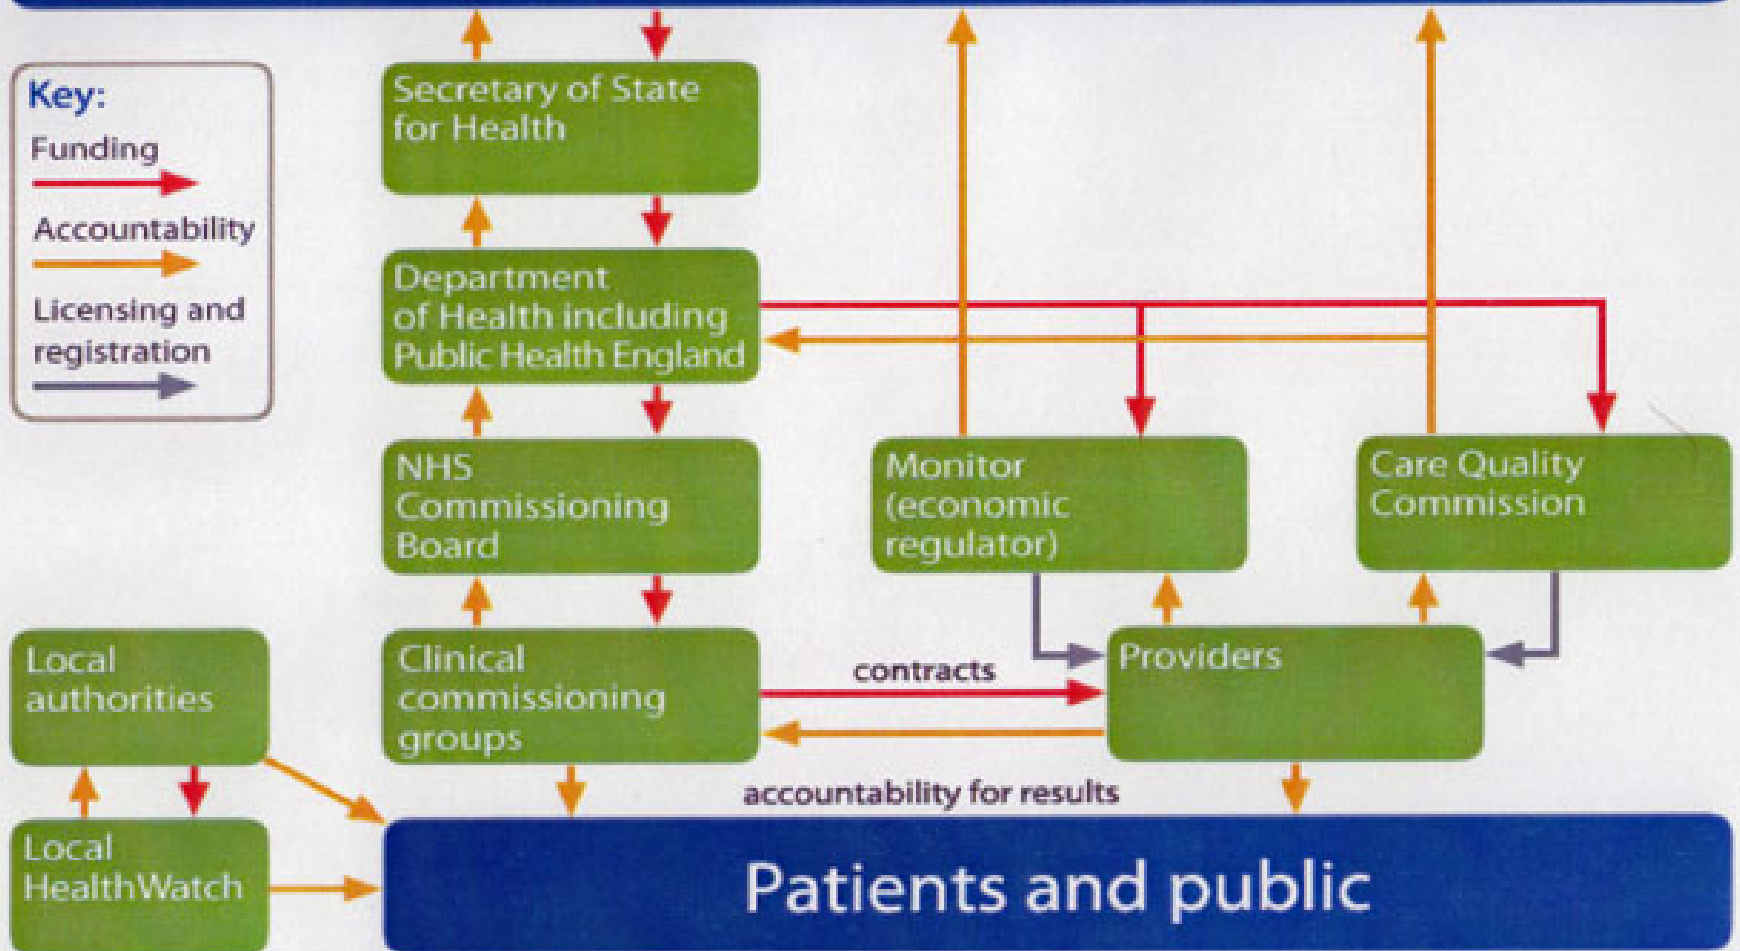 Key:
Funding
Accountability
Licensing and
registration
Secretary of State
for Health
Department
of Health including
Public Health England
NHS
Commissioning
Board
Monitor
(economic
regulator)
Care Quality
Commission
Local
authorities
Clinical
commissioning
groups
contracts
Providers
accountability for results
Local
HealthWatch
Patients and public